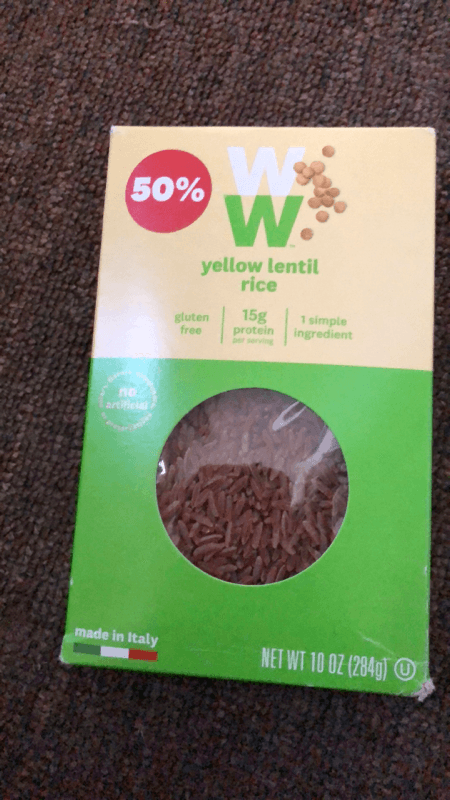 50%
W
W
yellow lentil
rice
gluten
free
15g
protein
per serving
1 simple
ingredient
no
artificial
made in Italy
NET WT 10 OZ (284g) U